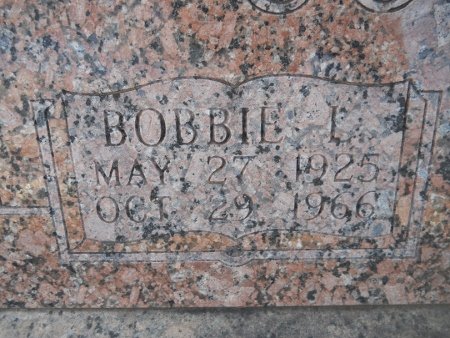 BOBBIE L.
MAY 27 1925
OCT. 29 1966